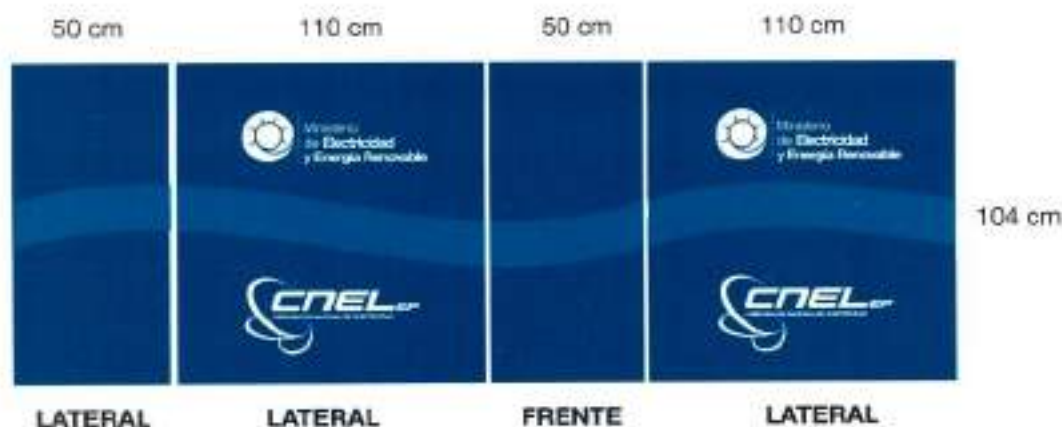 50 cm
110 cm
50 cm
110 cm
Ministerio
de Electricidad
y Energía Renovable
Ministerio
de Electricidad
y Energía Renovable
104 cm
CNEL EP
CNEL EP
LATERAL
LATERAL
FRENTE
LATERAL